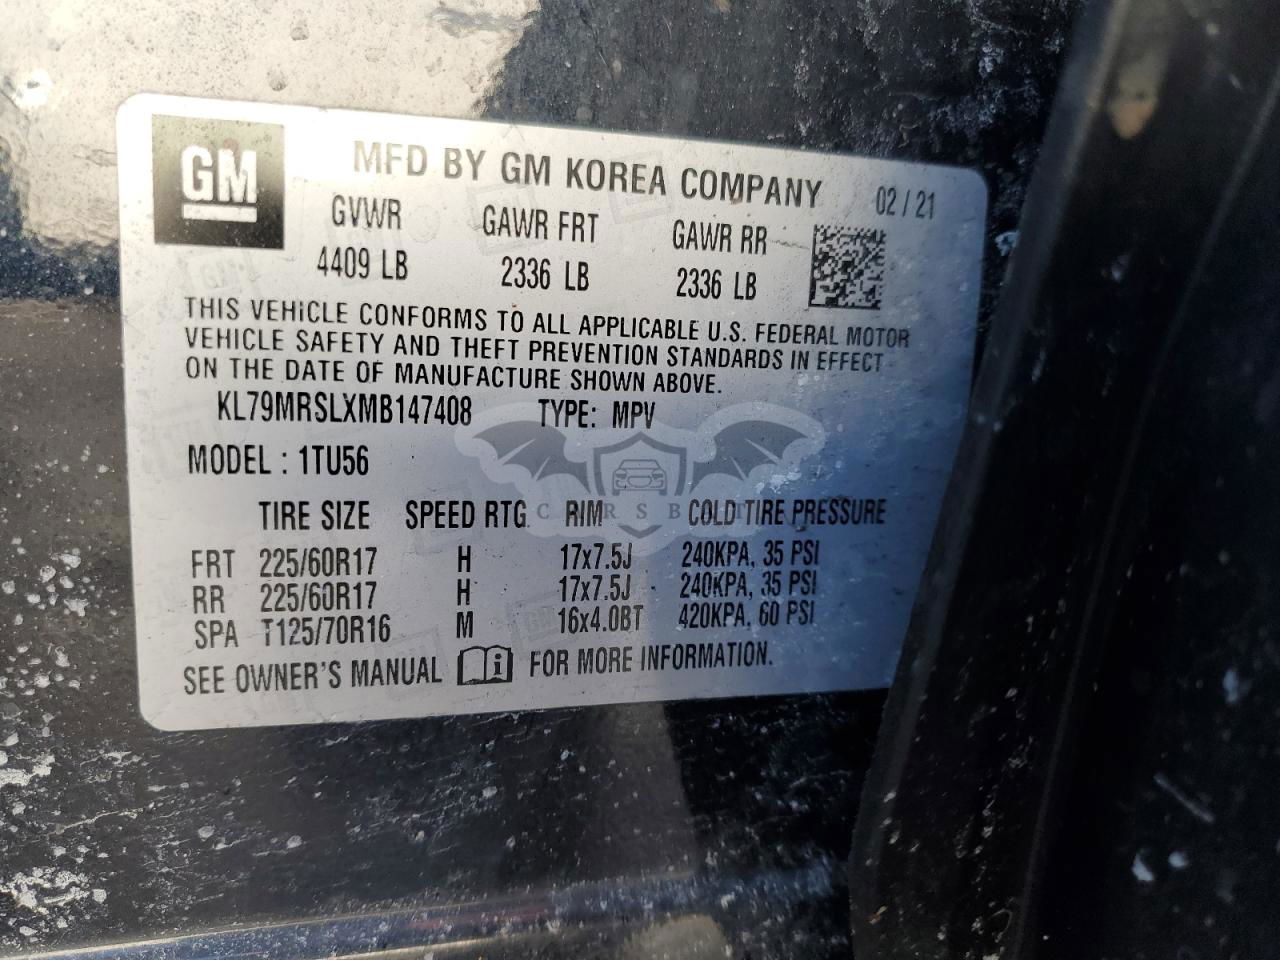 GM
MFD BY GM KOREA COMPANY 02/21
GVWR GAWR FRT GAWR RR
4409 LB 2336 LB 2336 LB
THIS VEHICLE CONFORMS TO ALL APPLICABLE U.S. FEDERAL MOTOR
VEHICLE SAFETY AND THEFT PREVENTION STANDARDS IN EFFECT
ON THE DATE OF MANUFACTURE SHOWN ABOVE.
KL79MRSLXMB147408 TYPE: MPV
MODEL : 1TU56
TIRE SIZE SPEED RTG RIM COLD TIRE PRESSURE
FRT 225/60R17 H 17x7.5J 240KPA, 35 PSI
RR 225/60R17 H 17x7.5J 240KPA, 35 PSI
SPA T125/70R16 M 16x4.0BT 420KPA, 60 PSI
SEE OWNER'S MANUAL i FOR MORE INFORMATION.